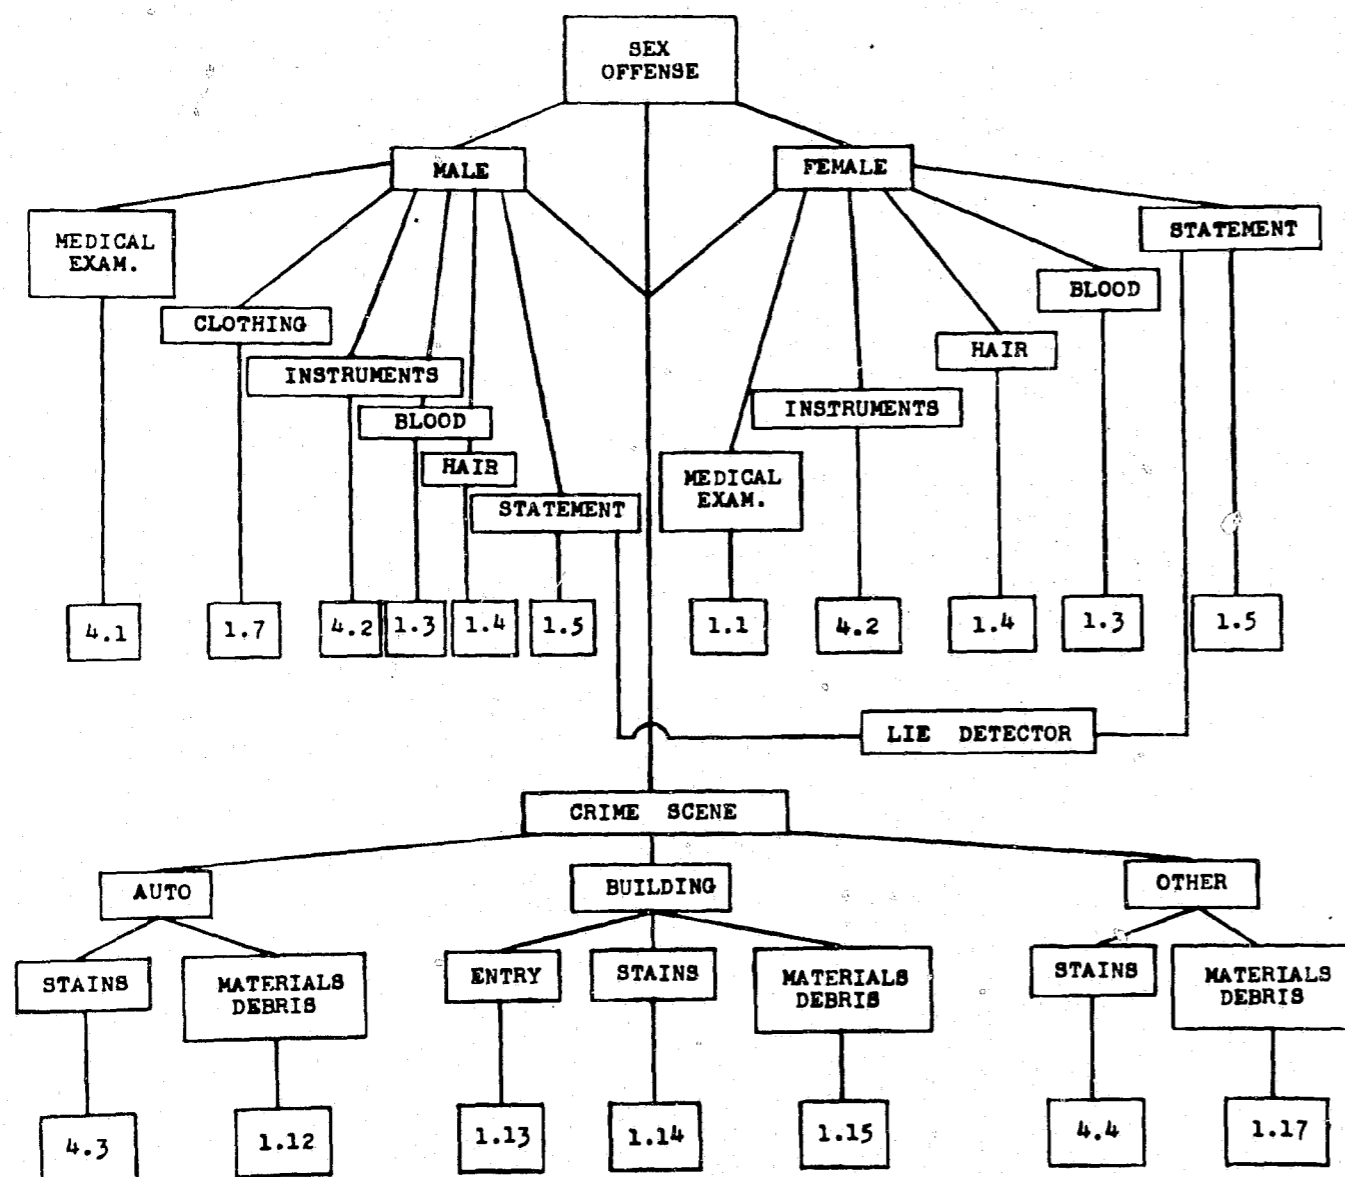 SEX
OFFENSE
MALE
FEMALE
MEDICAL
EXAM.
STATEMENT
BLOOD
CLOTHING
HAIR
INSTRUMENTS
INSTRUMENTS
BLOOD
HAIR
MEDICAL
EXAM.
STATEMENT
4.1
1.7
4.2
1.3
1.4
1.5
1.1
4.2
1.4
1.3
1.5
LIE DETECTOR
CRIME SCENE
AUTO
BUILDING
OTHER
STAINS
MATERIALS
DEBRIS
ENTRY
STAINS
MATERIALS
DEBRIS
STAINS
MATERIALS
DEBRIS
4.3
1.12
1.13
1.14
1.15
4.4
1.17